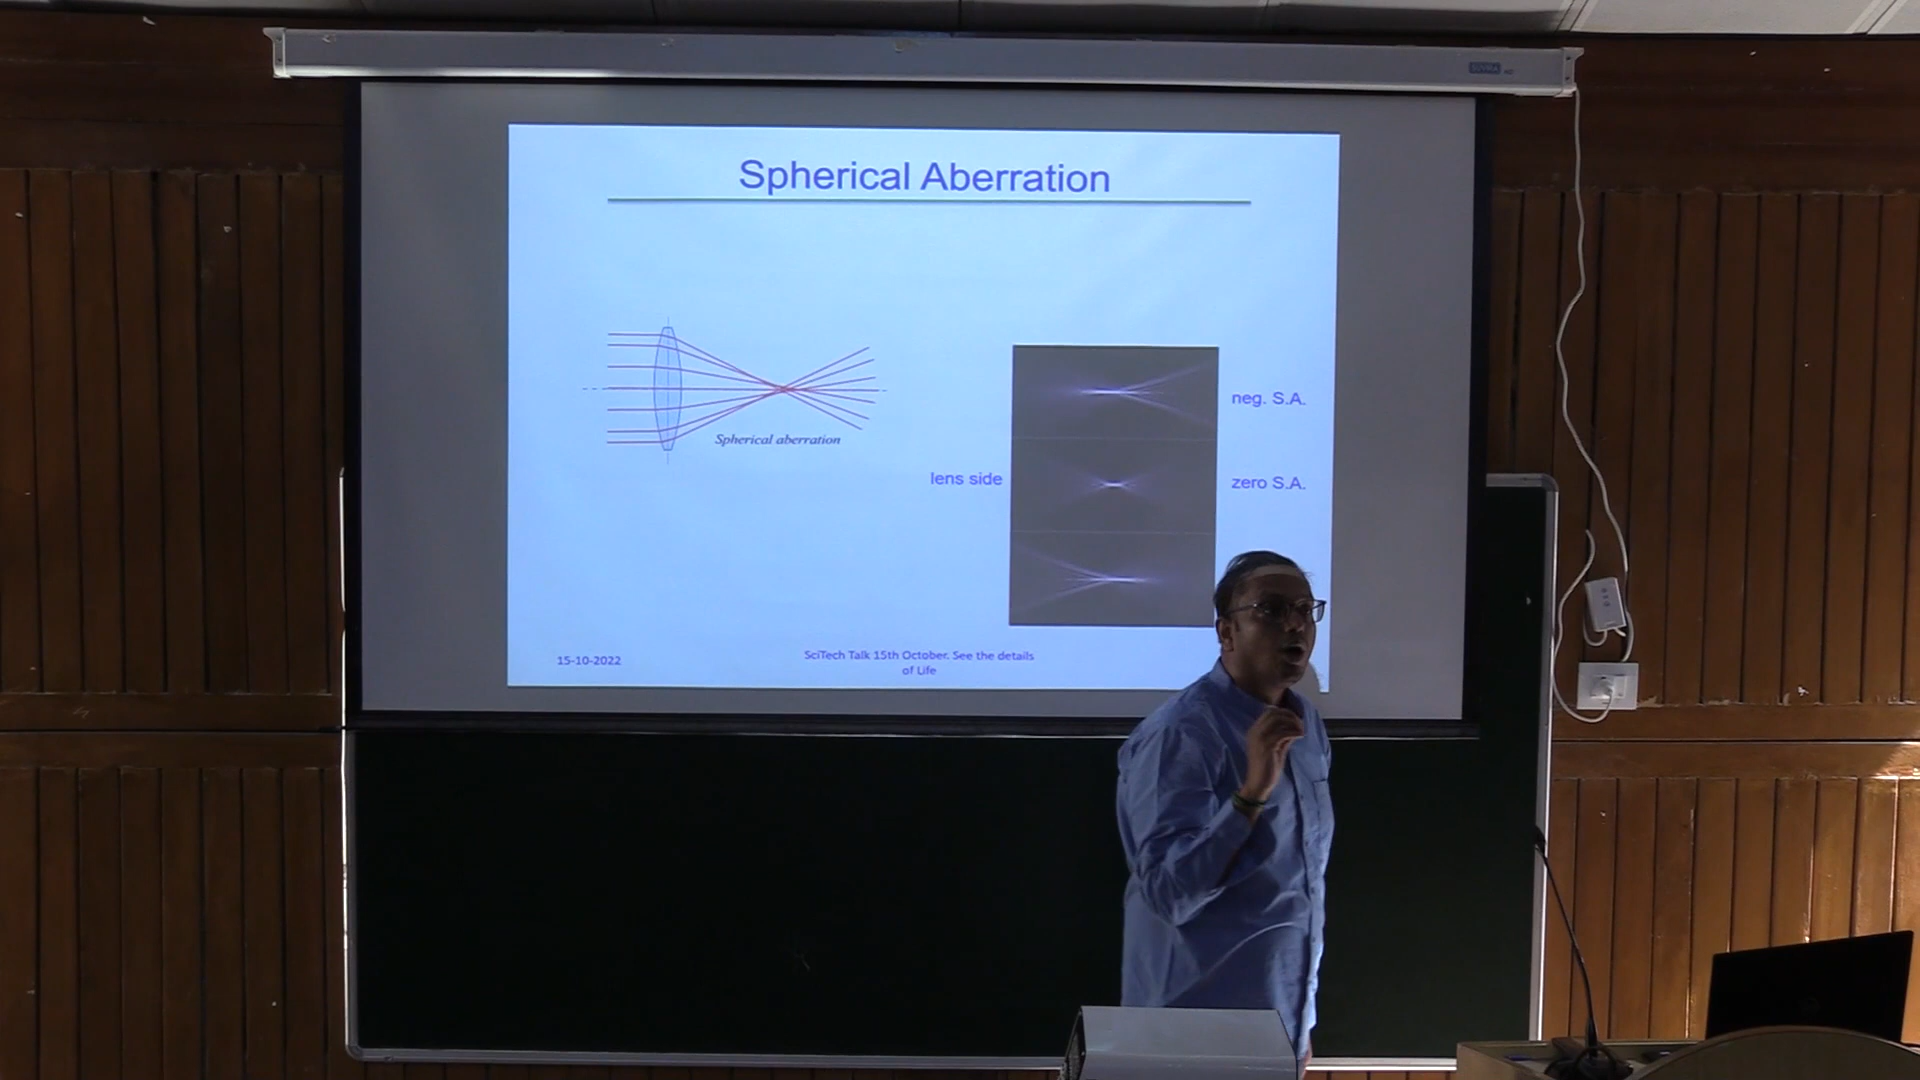 Spherical Aberration
Spherical aberration
lens side
neg. S.A.
zero S.A.
15-10-2022
SciTech Talk 15th October. See the details
of Life